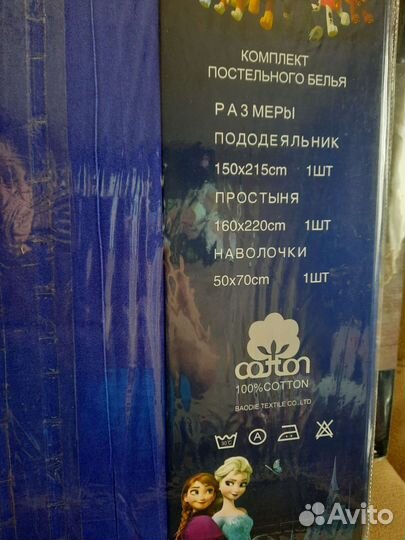 КОМПЛЕКТ
ПОСТЕЛЬНОГО БЕЛЬЯ
РАЗМЕРЫ
ПОДОДЕЯЛЬНИК
150x215cm 1ШТ
ПРОСТЫНЯ
160x220cm 1ШТ
НАВОЛОЧКИ
50x70cm 1ШТ
cotton
100%COTTON
BAODIE TEXTILE CO.,LTD
30°C
A
Avito